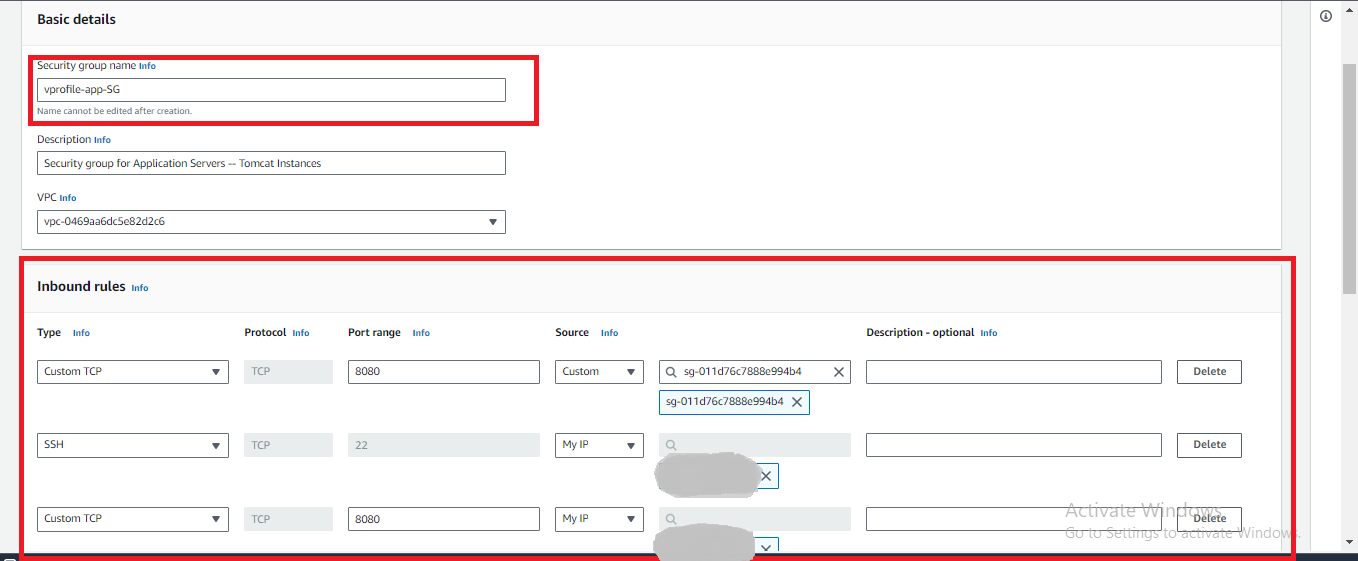 Basic details
Security group name Info
vprofile-app-SG
Name cannot be edited after creation.
Description Info
Security group for Application Servers -- Tomcat Instances
VPC Info
vpc-0469aa6dc5e82d2c6
Inbound rules Info
Type Info Protocol Info Port range Info Source Info Description - optional Info
Custom TCP TCP 8080 Custom sg-011d76c7888e994b4 Delete
sg-011d76c7888e994b4
SSH TCP 22 My IP Delete
Custom TCP TCP 8080 My IP Delete
Activate Windows
Go to Settings to activate Windows.